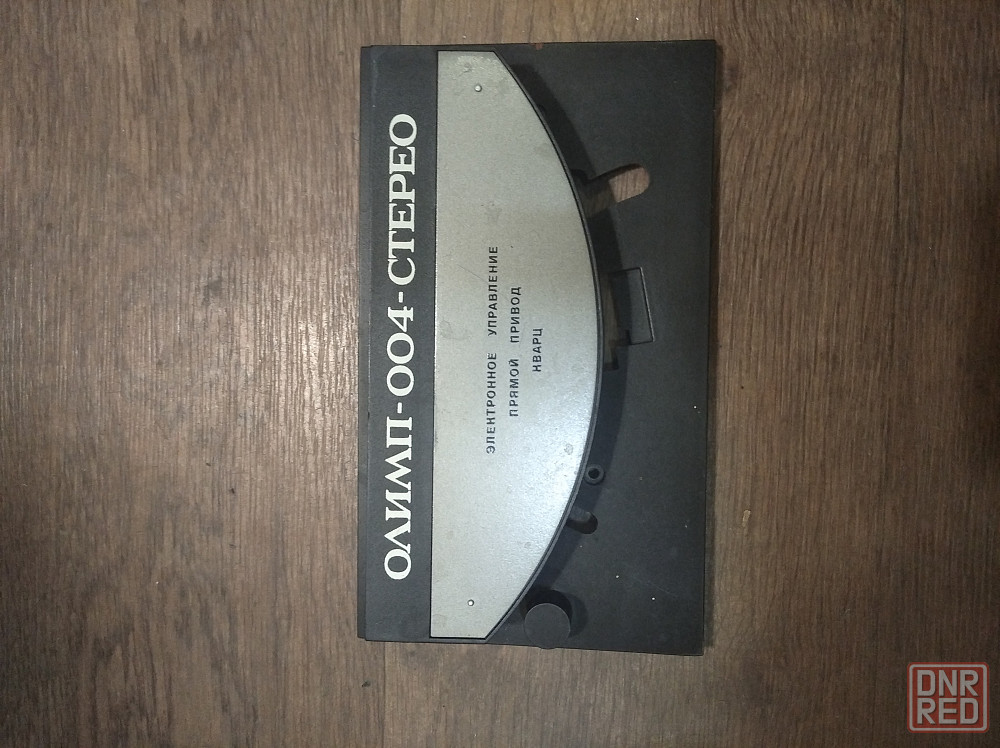 ОЛИМП-004-СТЕРЕО
ЭЛЕКТРОННОЕ УПРАВЛЕНИЕ
ПРЯМОЙ ПРИВОД
КВАРЦ
DNR
RED